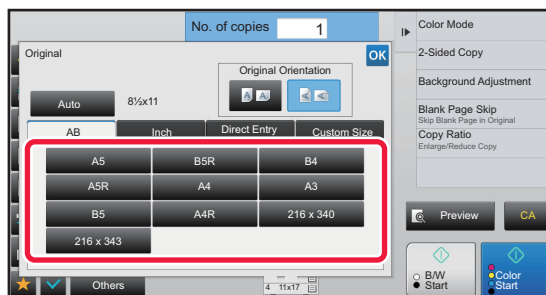 No. of copies 1
Original
OK
Original Orientation
Auto 8½x11
AB Inch Direct Entry Custom Size
A5 B5R B4
A5R A4 A3
B5 A4R 216 x 340
216 x 343
Others
4 11x17
Color Mode
2-Sided Copy
Background Adjustment
Blank Page Skip
Skip Blank Page in Original
Copy Ratio
Enlarge/Reduce Copy
Preview CA
B/W
Start
Color
Start